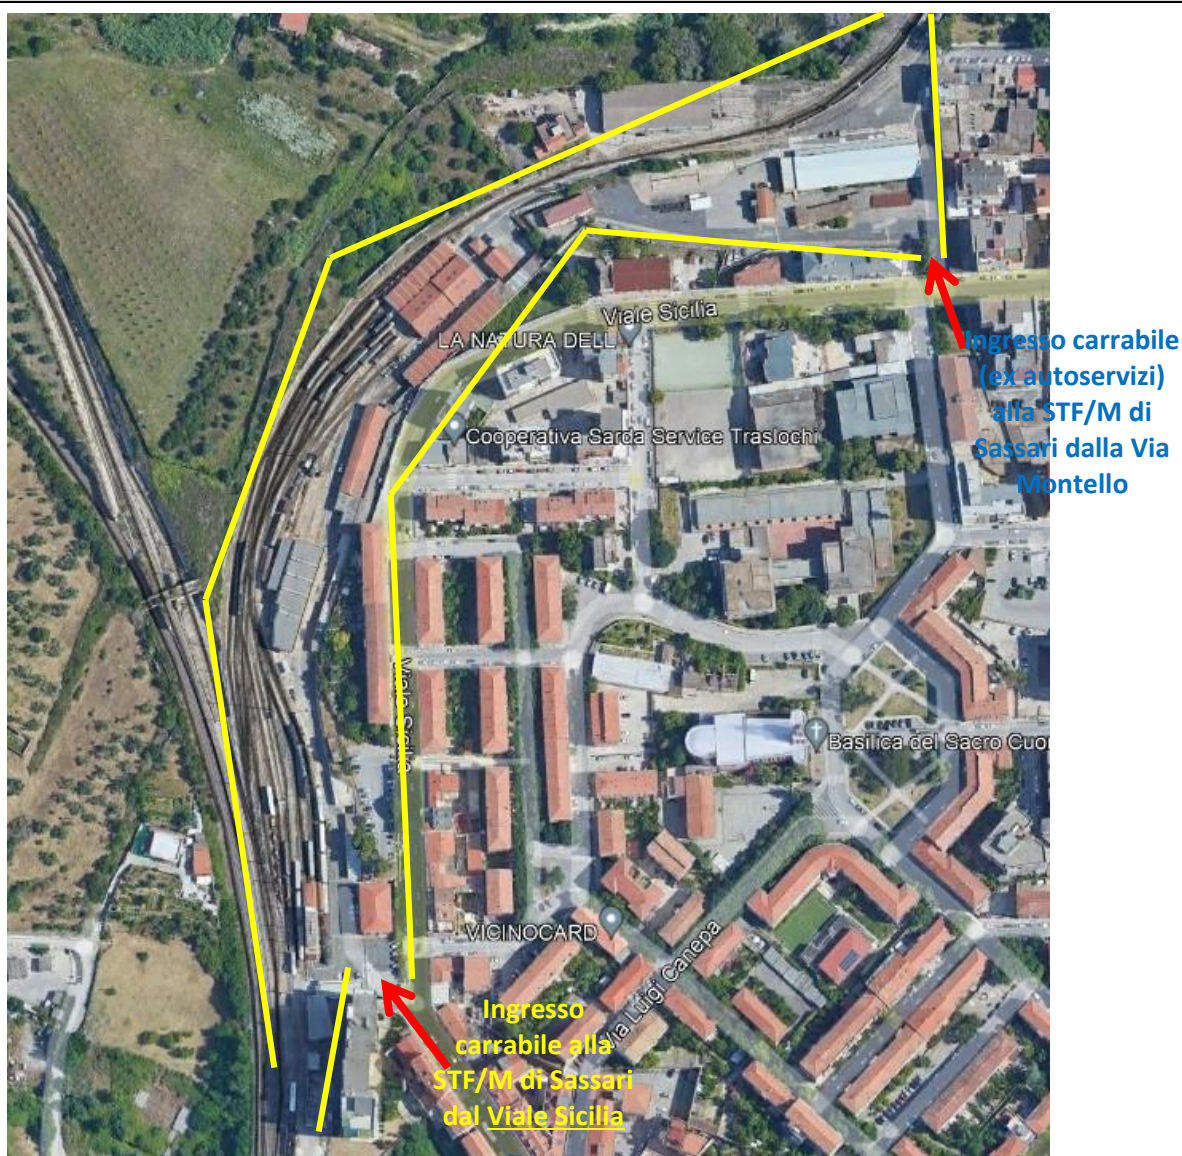 Viale Sicilia
LA NATURA DELL
Ingresso carrabile
(ex autoservizi)
alla STF/M di
Sassari dalla Via
Montello
Cooperativa Sarda Service Traslochi
Viale Sicilia
Basilica del Sacro Cuor
VICINOCARD
Via Luigi Canepa
Ingresso
carrabile alla
STF/M di Sassari
dal Viale Sicilia